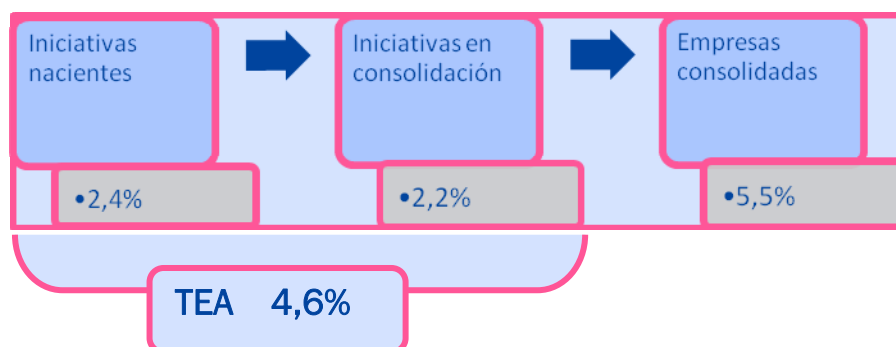 Iniciativas
nacientes
Iniciativas en
consolidación
Empresas
consolidadas
•2,4%
•2,2%
•5,5%
TEA 4,6%